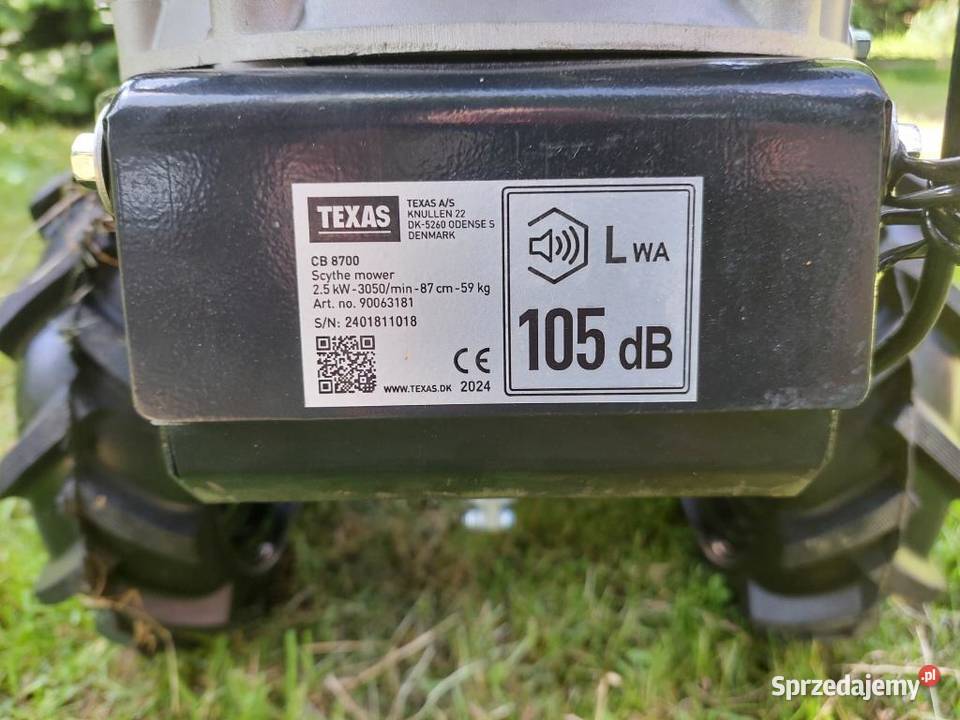 TEXAS
TEXAS A/S
KNULLEN 22
DK-5260 ODENSE S
DENMARK
CB 8700
Scythe mower
2.5 kW - 3050/min - 87 cm - 59 kg
Art. no. 90063181
S/N: 2401811018
CE
WWW.TEXAS.DK 2024
LWA
105 dB
Sprzedajemy.pl